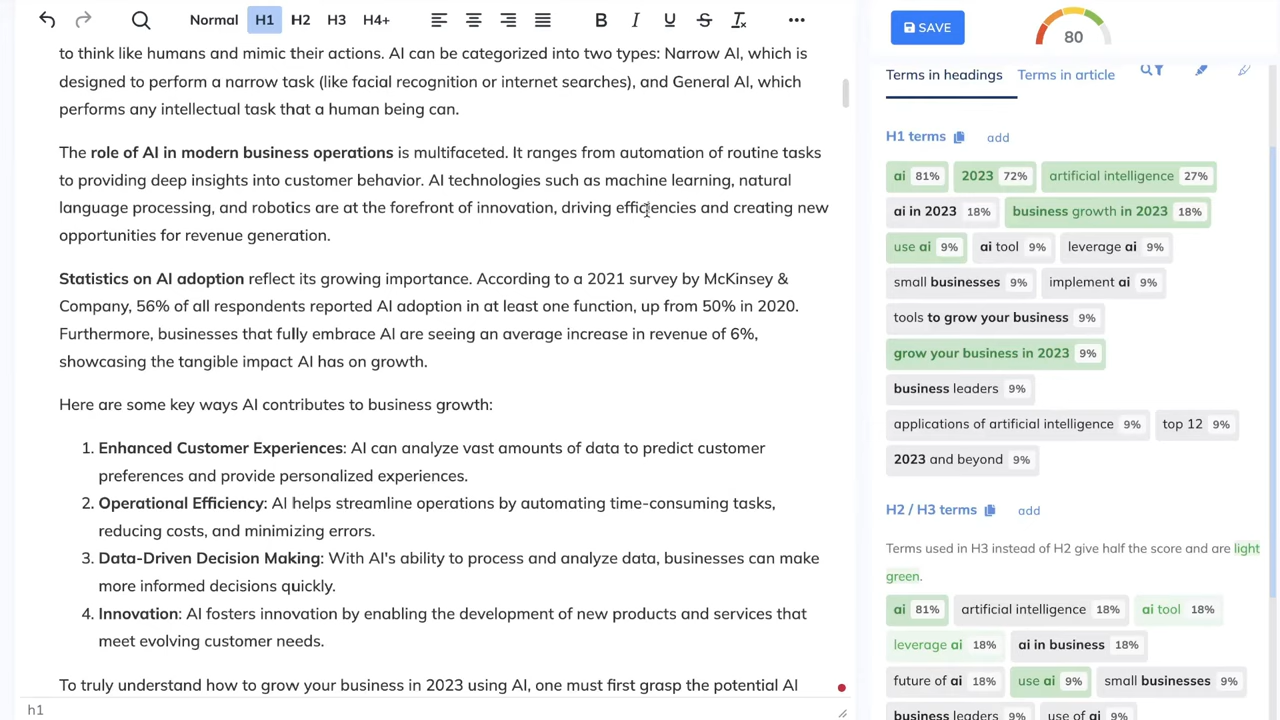 Normal H1 H2 H3 H4+ B I U S T
to think like humans and mimic their actions. AI can be categorized into two types: Narrow AI, which is
designed to perform a narrow task (like facial recognition or internet searches), and General AI, which
performs any intellectual task that a human being can.
The role of AI in modern business operations is multifaceted. It ranges from automation of routine tasks
to providing deep insights into customer behavior. AI technologies such as machine learning, natural
language processing, and robotics are at the forefront of innovation, driving efficiencies and creating new
opportunities for revenue generation.
Statistics on AI adoption reflect its growing importance. According to a 2021 survey by McKinsey &
Company, 56% of all respondents reported AI adoption in at least one function, up from 50% in 2020.
Furthermore, businesses that fully embrace AI are seeing an average increase in revenue of 6%,
showcasing the tangible impact AI has on growth.
Here are some key ways AI contributes to business growth:
1. Enhanced Customer Experiences: AI can analyze vast amounts of data to predict customer
preferences and provide personalized experiences.
2. Operational Efficiency: AI helps streamline operations by automating time-consuming tasks,
reducing costs, and minimizing errors.
3. Data-Driven Decision Making: With AI's ability to process and analyze data, businesses can make
more informed decisions quickly.
4. Innovation: AI fosters innovation by enabling the development of new products and services that
meet evolving customer needs.
To truly understand how to grow your business in 2023 using AI, one must first grasp the potential AI
h1
SAVE
80
Terms in headings Terms in article
H1 terms add
ai 81% 2023 72% artificial intelligence 27%
ai in 2023 18% business growth in 2023 18%
use ai 9% ai tool 9% leverage ai 9%
small businesses 9% implement ai 9%
tools to grow your business 9%
grow your business in 2023 9%
business leaders 9%
applications of artificial intelligence 9% top 12 9%
2023 and beyond 9%
H2 / H3 terms add
Terms used in H3 instead of H2 give half the score and are light
green.
ai 81% artificial intelligence 18% ai tool 18%
leverage ai 18% ai in business 18%
future of ai 18% use ai 9% small businesses 9%
business leaders 9% use of ai 9%